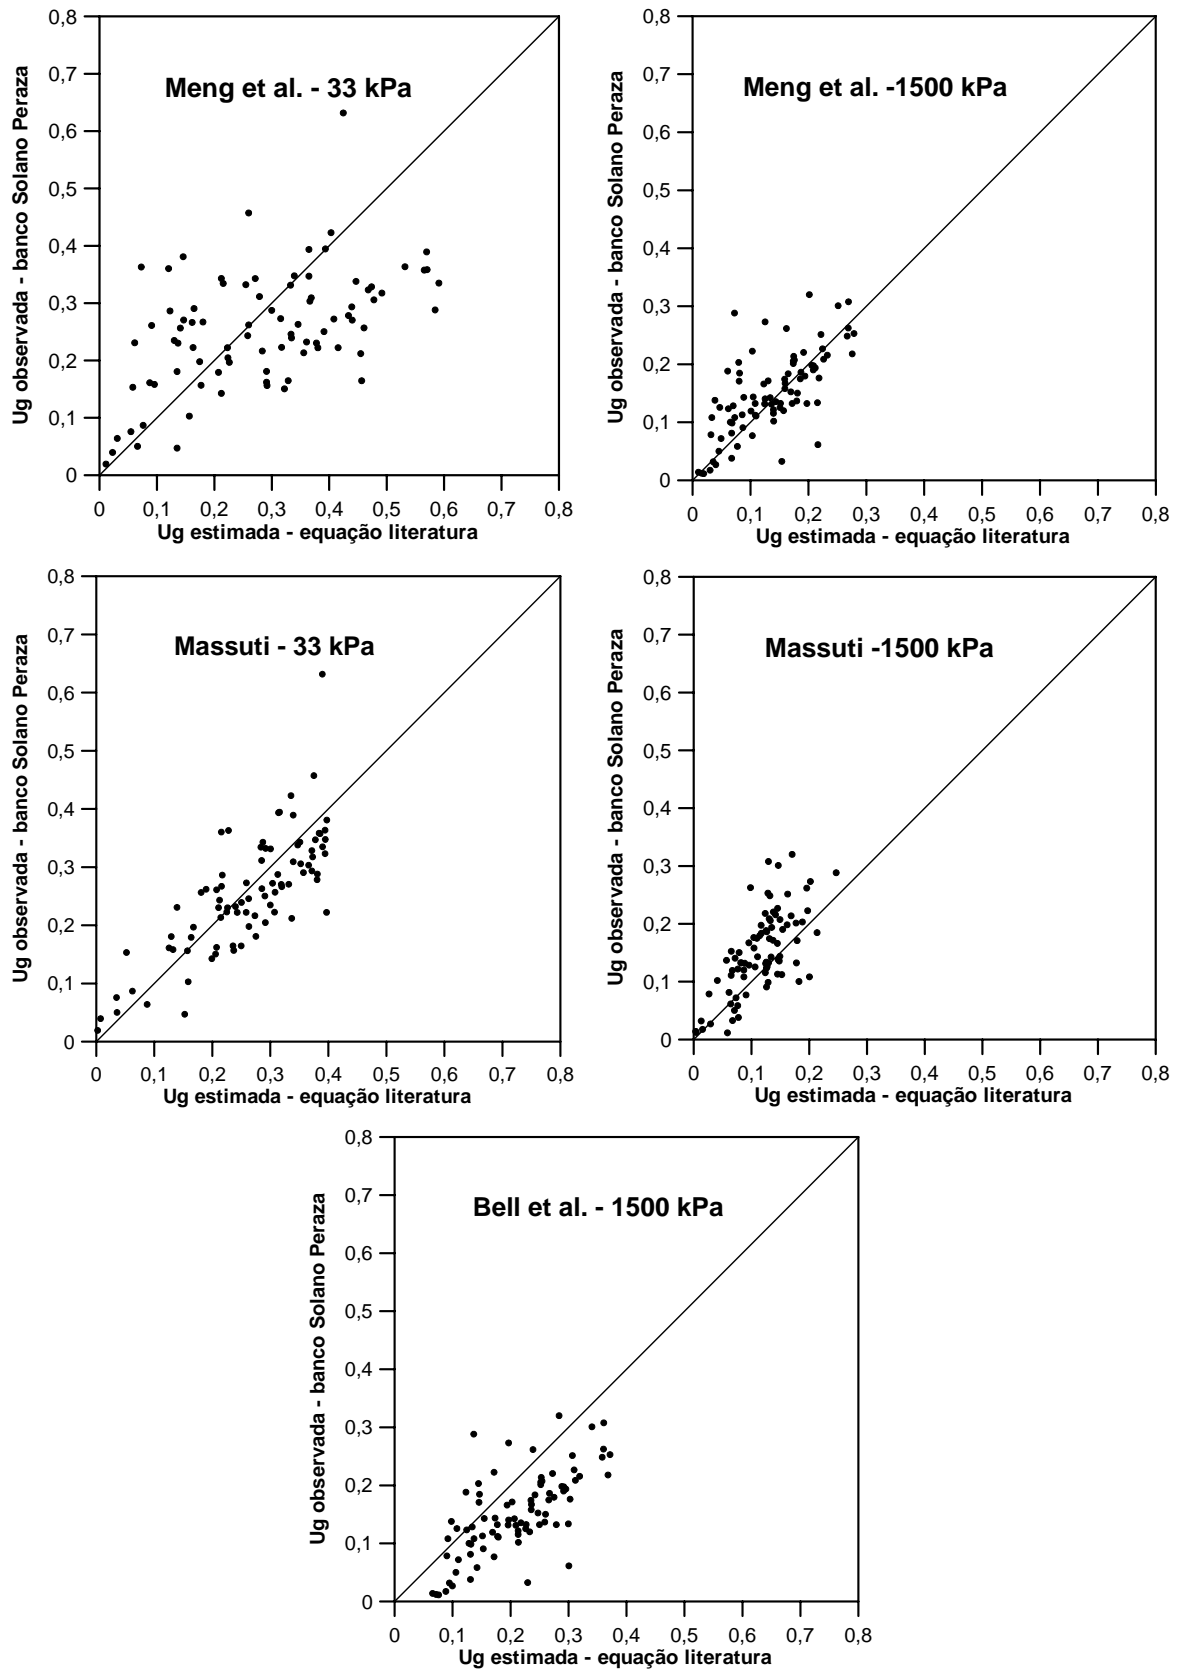 Meng et al. - 33 kPa
Ug observada - banco Solano Peraza
0,8
0,7
0,6
0,5
0,4
0,3
0,2
0,1
0
0 0,1 0,2 0,3 0,4 0,5 0,6 0,7 0,8
Ug estimada - equação literatura
Meng et al. -1500 kPa
Ug observada - banco Solano Peraza
0,8
0,7
0,6
0,5
0,4
0,3
0,2
0,1
0
0 0,1 0,2 0,3 0,4 0,5 0,6 0,7 0,8
Ug estimada - equação literatura
Massuti - 33 kPa
Ug observada - banco Solano Peraza
0,8
0,7
0,6
0,5
0,4
0,3
0,2
0,1
0
0 0,1 0,2 0,3 0,4 0,5 0,6 0,7 0,8
Ug estimada - equação literatura
Massuti -1500 kPa
Ug observada - banco Solano Peraza
0,8
0,7
0,6
0,5
0,4
0,3
0,2
0,1
0
0 0,1 0,2 0,3 0,4 0,5 0,6 0,7 0,8
Ug estimada - equação literatura
Bell et al. - 1500 kPa
Ug observada - banco Solano Peraza
0,8
0,7
0,6
0,5
0,4
0,3
0,2
0,1
0
0 0,1 0,2 0,3 0,4 0,5 0,6 0,7 0,8
Ug estimada - equação literatura